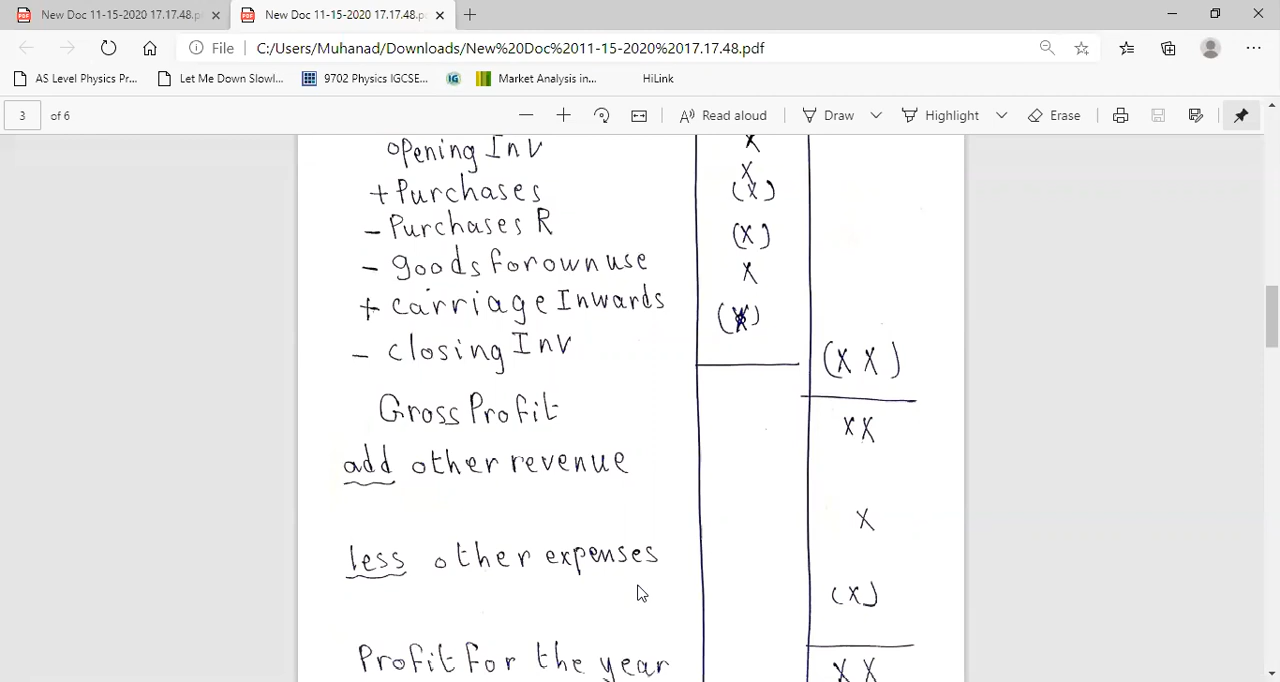 New Doc 11-15-2020 17.17.48.p
New Doc 11-15-2020 17.17.48.p
File
C:/Users/Muhanad/Downloads/New%20Doc%2011-15-2020%2017.17.48.pdf
AS Level Physics Pr...
Let Me Down Slowl...
9702 Physics IGCSE...
IG
Market Analysis in...
HiLink
3 of 6
Read aloud
Draw
Highlight
Erase
opening Inv X
+ Purchases X
- Purchases R (X)
- goods for own use (X)
+ carriage Inwards X
- closing Inv (X)
(X X)
Gross Profit XX
add other revenue
X
less other expenses
(X)
Profit for the year XX